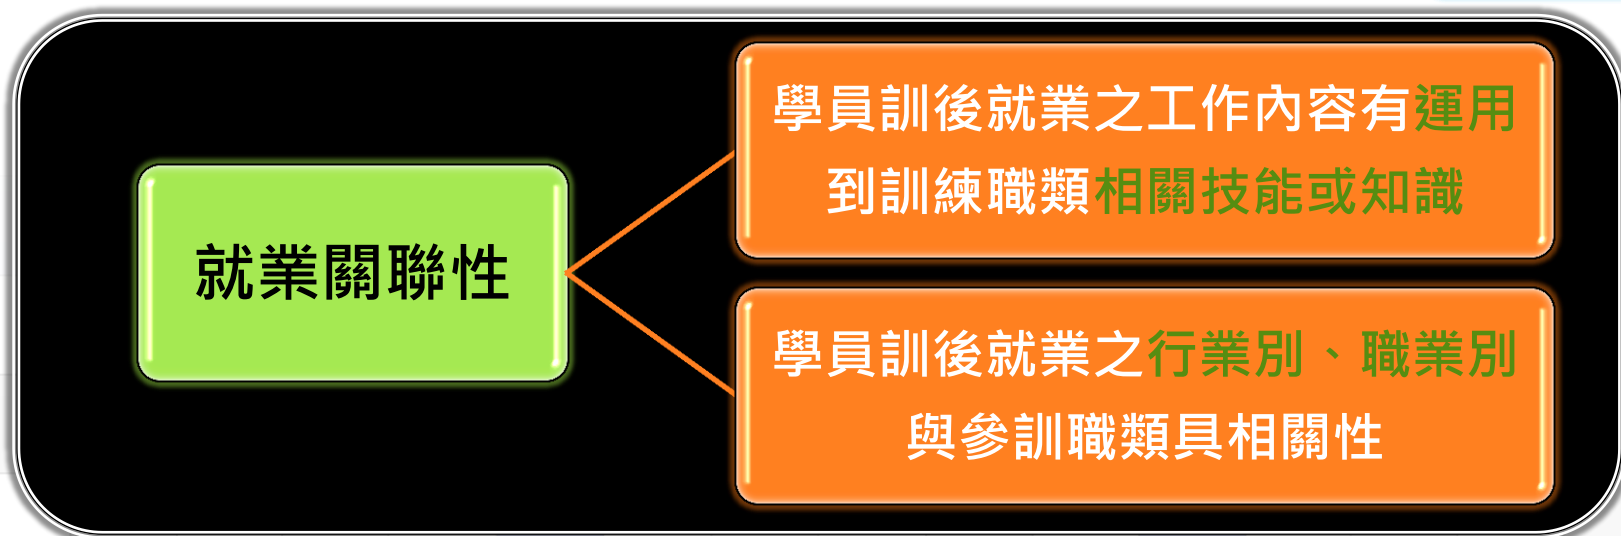 就業關聯性
學員訓後就業之工作內容有運用
到訓練職類相關技能或知識
學員訓後就業之行業別、職業別
與參訓職類具相關性